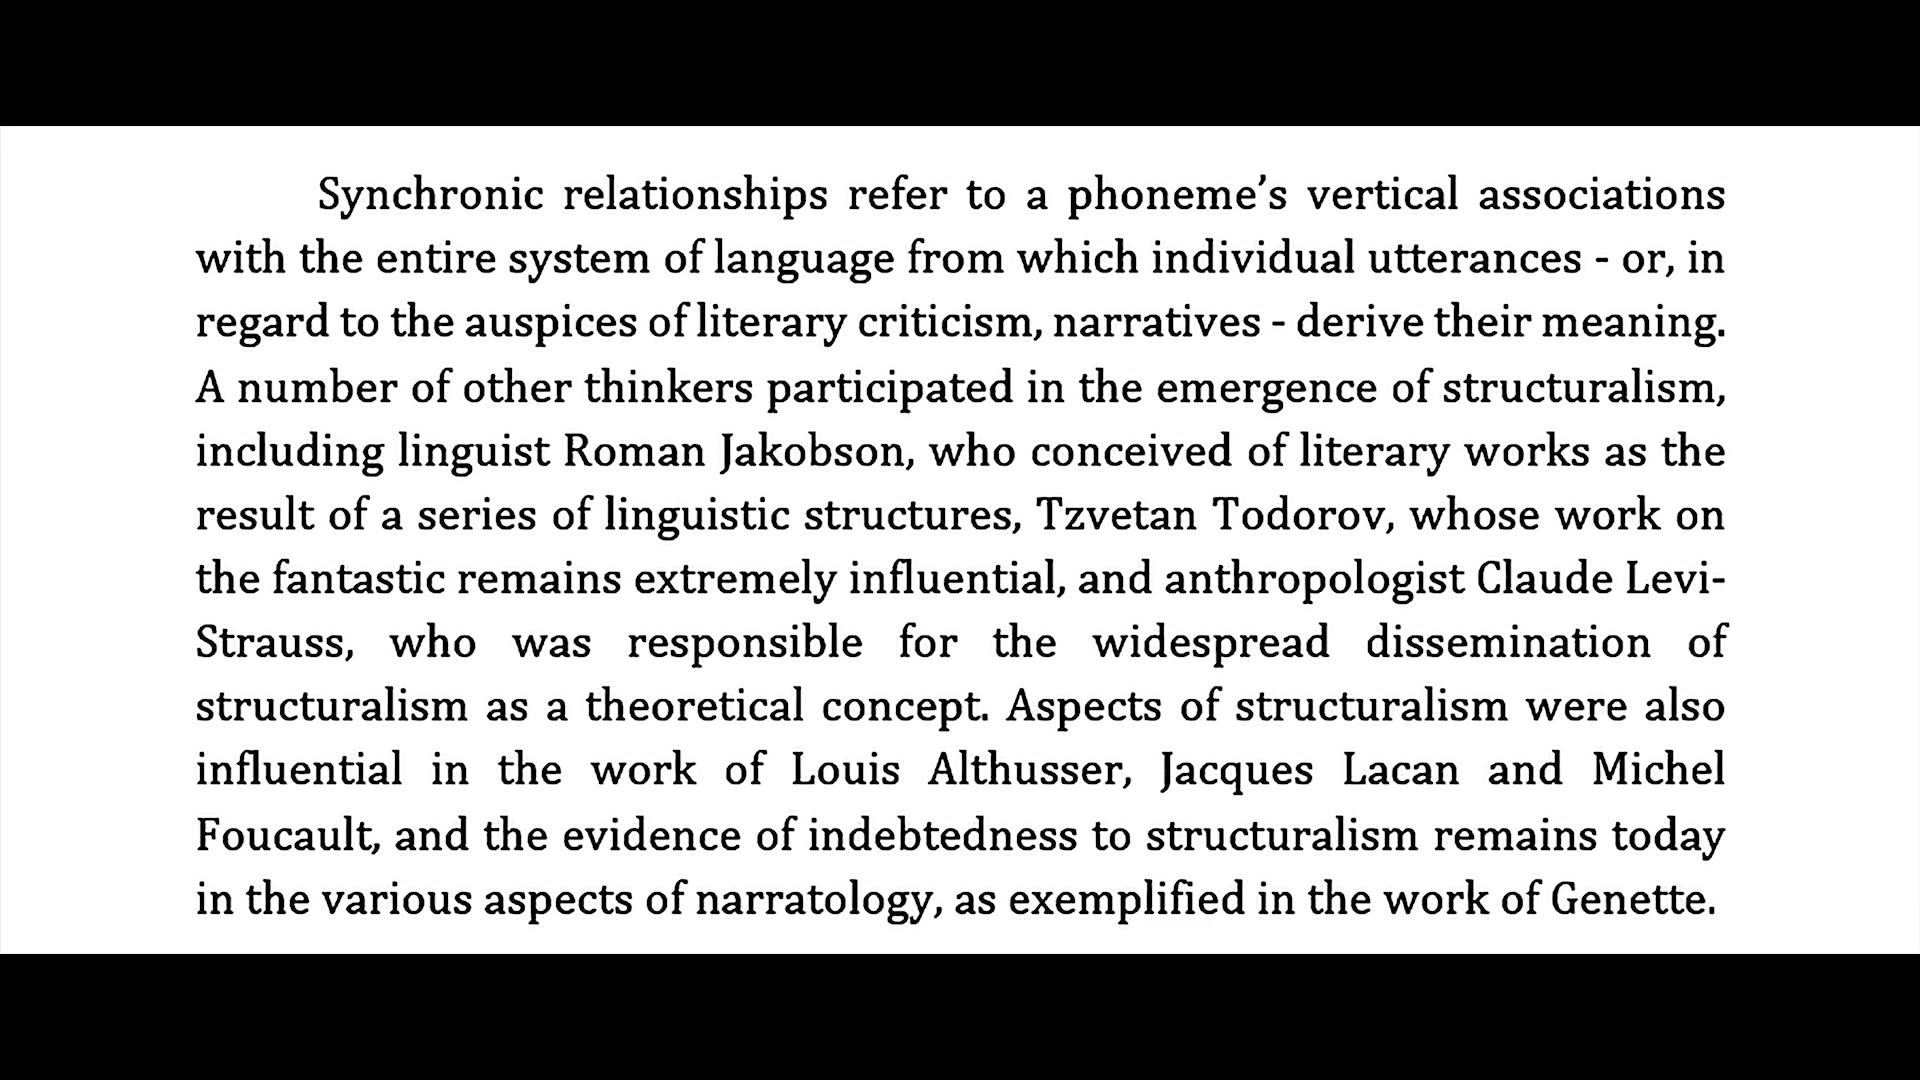 Synchronic relationships refer to a phoneme’s vertical associations
with the entire system of language from which individual utterances - or, in
regard to the auspices of literary criticism, narratives - derive their meaning.
A number of other thinkers participated in the emergence of structuralism,
including linguist Roman Jakobson, who conceived of literary works as the
result of a series of linguistic structures, Tzvetan Todorov, whose work on
the fantastic remains extremely influential, and anthropologist Claude Levi-
Strauss, who was responsible for the widespread dissemination of
structuralism as a theoretical concept. Aspects of structuralism were also
influential in the work of Louis Althusser, Jacques Lacan and Michel
Foucault, and the evidence of indebtedness to structuralism remains today
in the various aspects of narratology, as exemplified in the work of Genette.